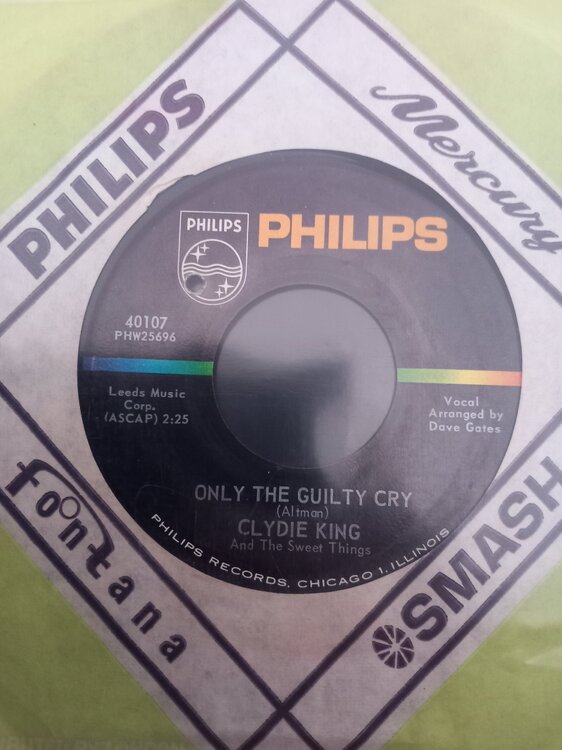 PHILIPS
Mercury
PHILIPS
PHILIPS
40107
PHW25696
Leeds Music
Corp.
(ASCAP) 2:25
Vocal
Arranged by
Dave Gates
ONLY THE GUILTY CRY
(Altman)
CLYDIE KING
And The Sweet Things
PHILIPS RECORDS, CHICAGO 1, ILLINOIS
fontana
SMASH